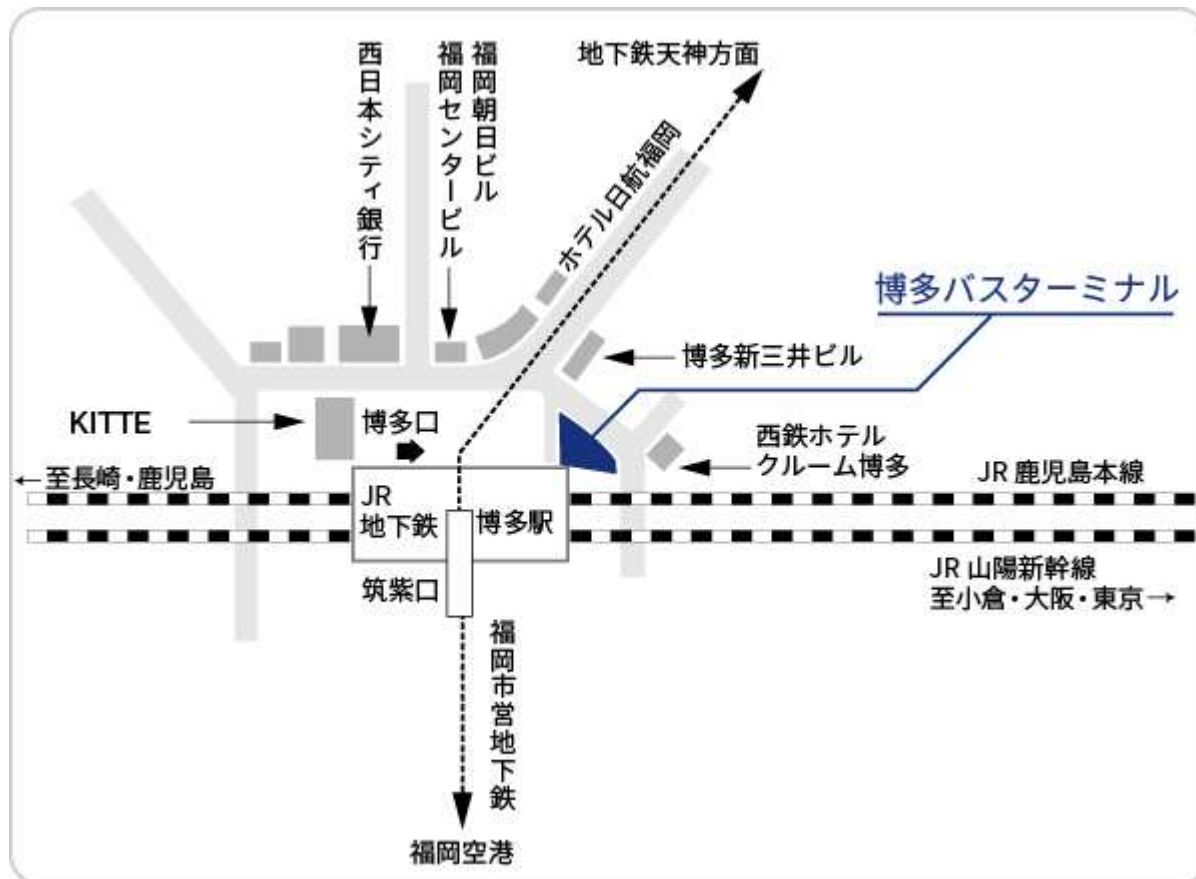 西日本シティ銀行
福岡センタービル
福岡朝日ビル
地下鉄天神方面
ホテル日航福岡
博多バスターミナル
博多新三井ビル
KITTE
博多口
西鉄ホテル
クルーム博多
←至長崎・鹿児島
JR
地下鉄
博多駅
JR鹿児島本線
筑紫口
JR山陽新幹線
至小倉・大阪・東京→
福岡市営地下鉄
福岡空港